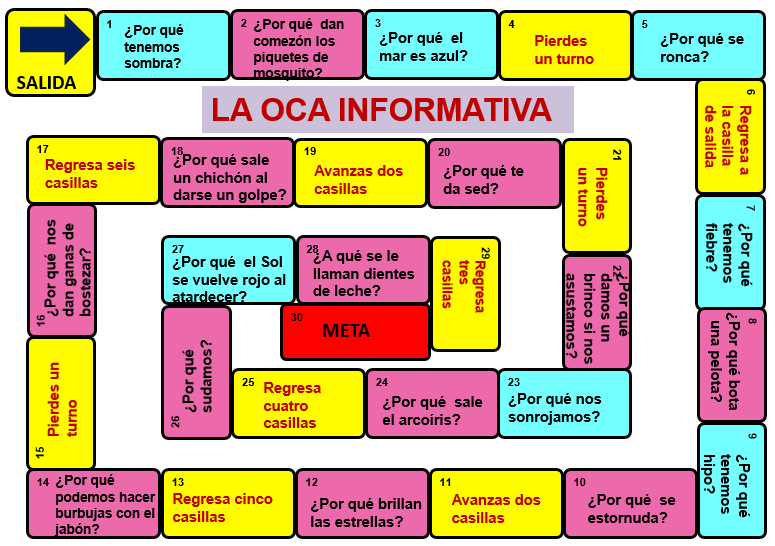 SALIDA
1
¿Por qué
tenemos
sombra?
2
¿Por qué dan
comezón los
piquetes de
mosquito?
3
¿Por qué el
mar es azul?
4
Pierdes
un turno
5
¿Por qué se
ronca?
6
Regresa a
la casilla
de salida
7
¿Por qué
tenemos
fiebre?
8
¿Por qué bota
una pelota?
9
¿Por qué
tenemos
hipo?
10
¿Por qué se
estornuda?
11
Avanzas dos
casillas
12
¿Por qué brillan
las estrellas?
13
Regresa cinco
casillas
14
¿Por qué
podemos hacer
burbujas con el
jabón?
15
Pierdes un
turno
16
¿Por qué nos
dan ganas de
bostezar?
17
Regresa seis
casillas
18
¿Por qué sale
un chichón al
darse un golpe?
19
Avanzas dos
casillas
20
¿Por qué te
da sed?
21
Pierdes
un turno
22
¿Por qué
damos un
brinco si nos
asustamos?
23
¿Por qué nos
sonrojamos?
24
¿Por qué sale
el arcoíris?
25
Regresa
cuatro
casillas
26
¿Por qué
sudamos?
27
¿Por qué el Sol
se vuelve rojo al
atardecer?
28
¿A qué se le
llaman dientes
de leche?
29
Regresa
tres
casillas
30
META
LA OCA INFORMATIVA